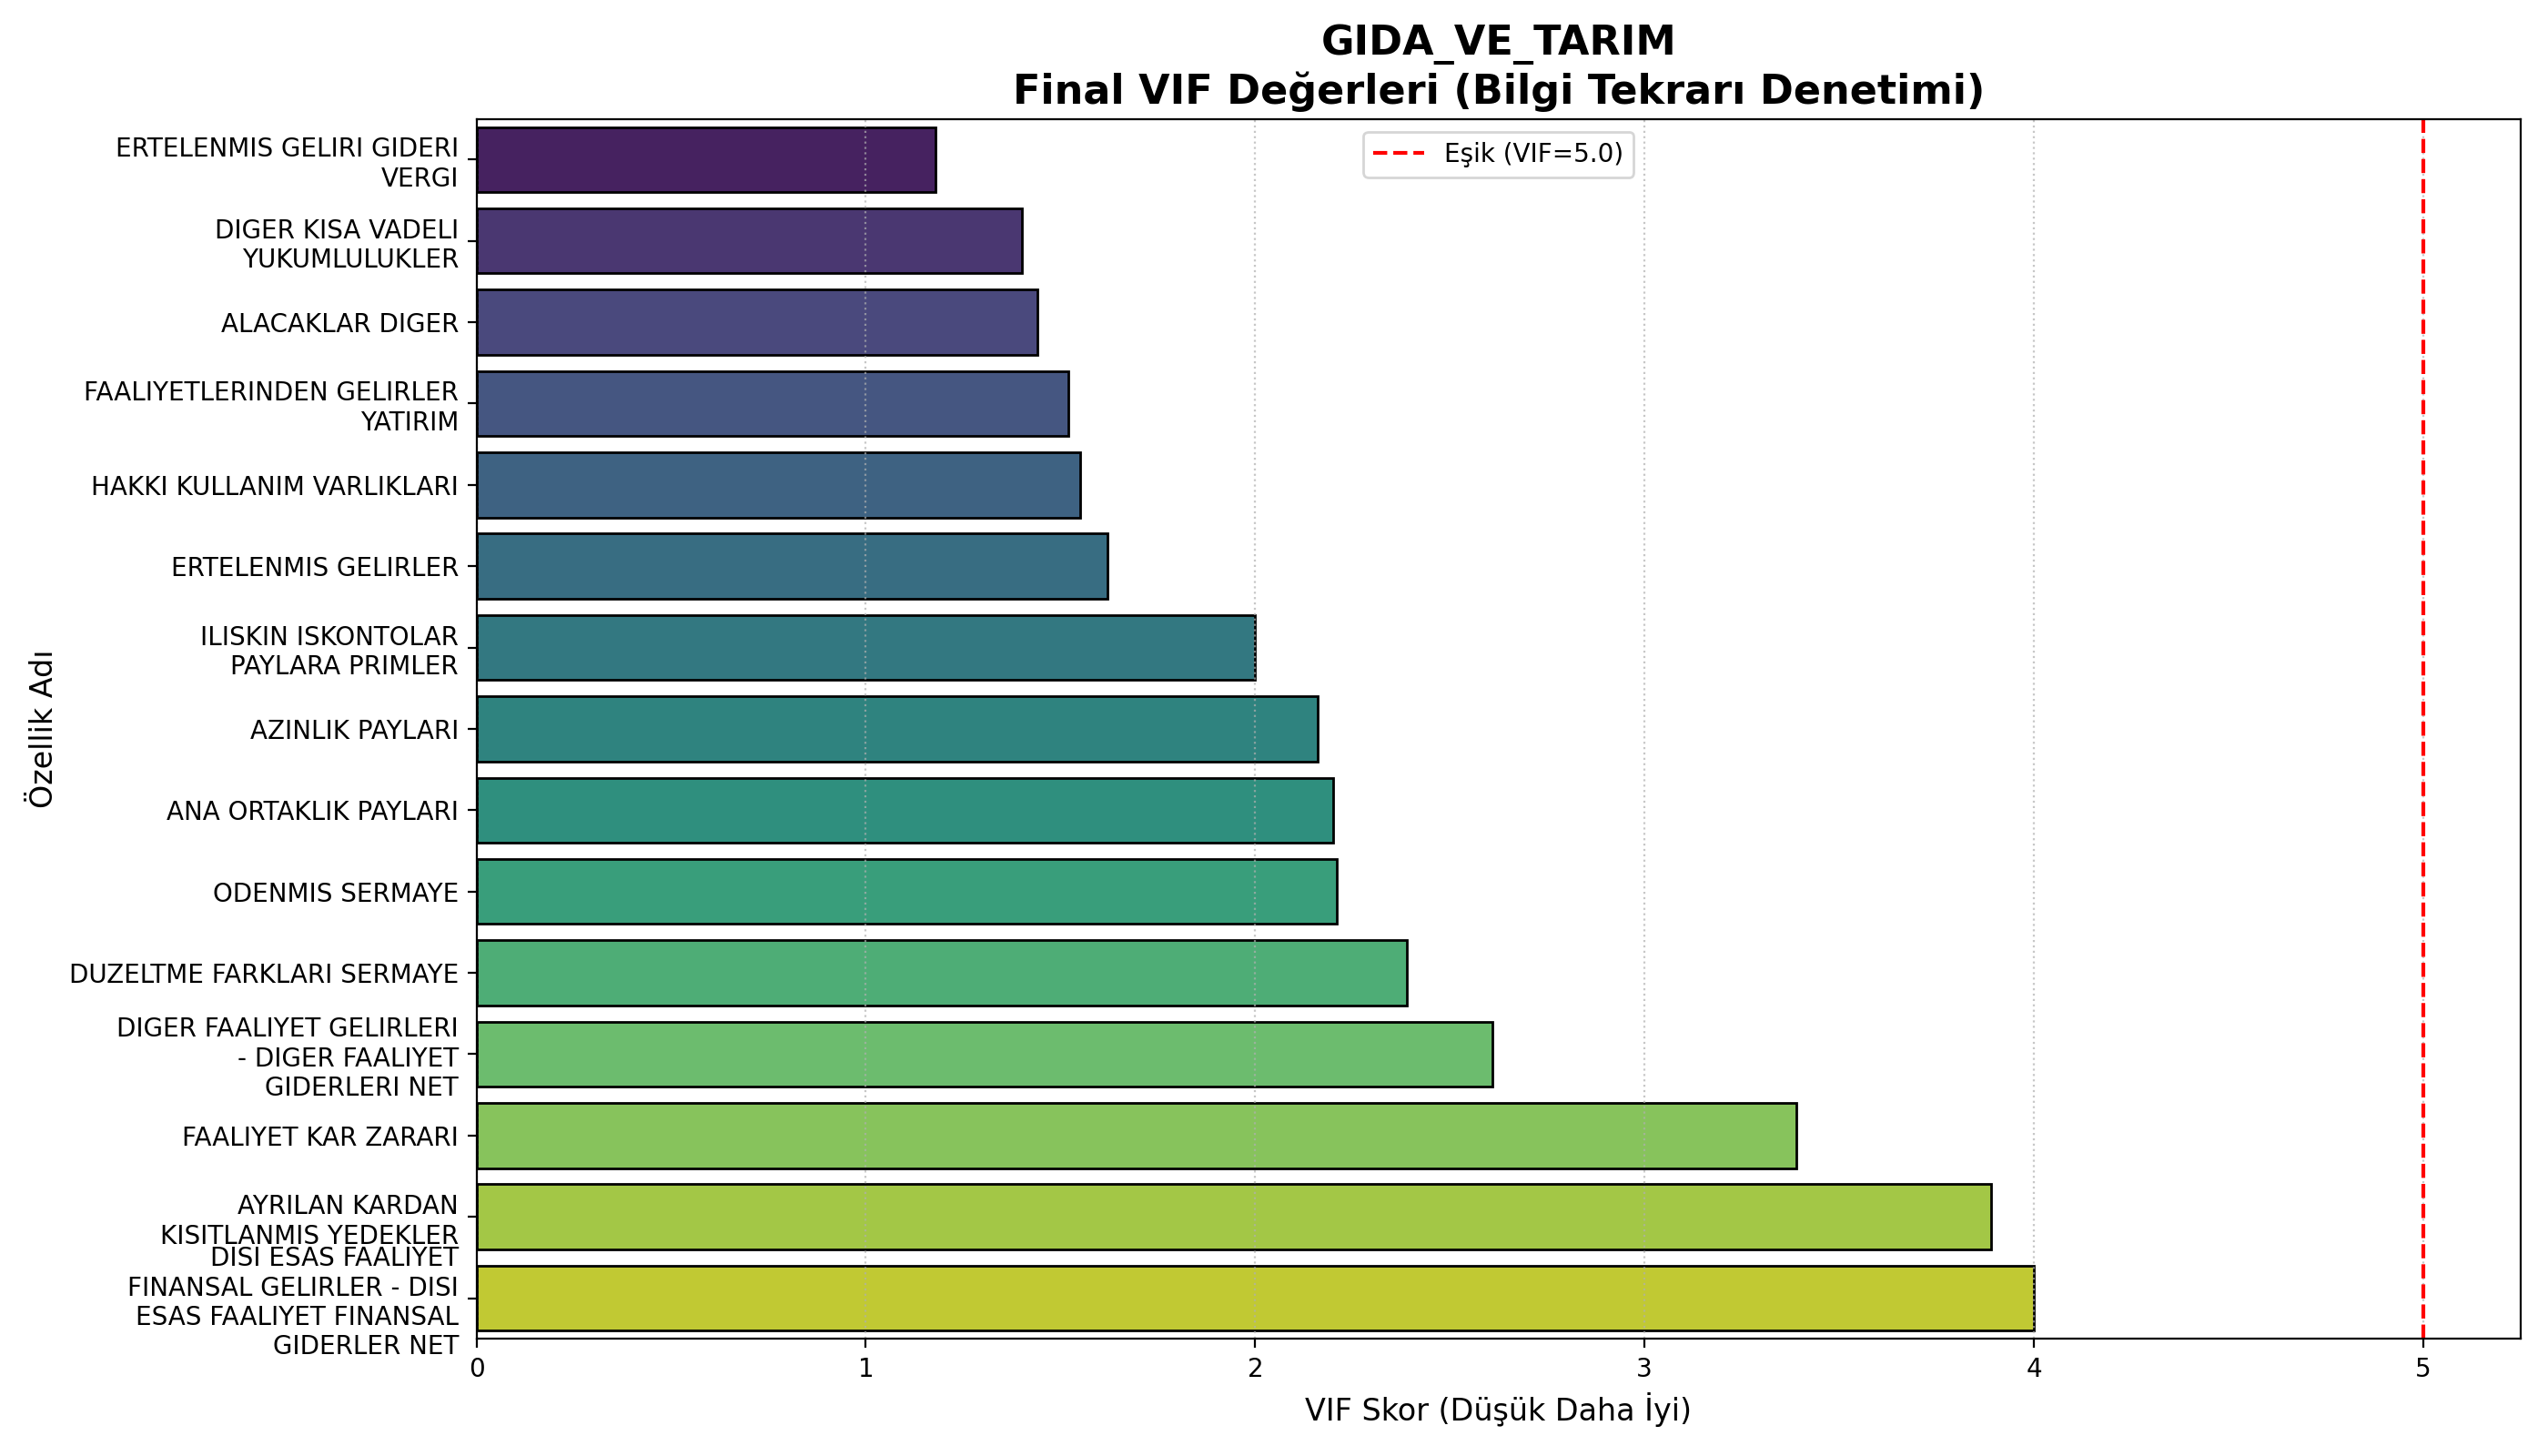 GIDA_VE_TARIM
Final VIF Değerleri (Bilgi Tekrarı Denetimi)
Eşik (VIF=5.0)
Özellik Adı
ERTELENMIS GELIRI GIDERI
VERGI
DIGER KISA VADELI
YUKUMLULUKLER
ALACAKLAR DIGER
FAALIYETLERINDEN GELIRLER
YATIRIM
HAKKI KULLANIM VARLIKLARI
ERTELENMIS GELIRLER
ILISKIN ISKONTOLAR
PAYLARA PRIMLER
AZINLIK PAYLARI
ANA ORTAKLIK PAYLARI
ODENMIS SERMAYE
DUZELTME FARKLARI SERMAYE
DIGER FAALIYET GELIRLERI
- DIGER FAALIYET
GIDERLERI NET
FAALIYET KAR ZARARI
AYRILAN KARDAN
KISITLANMIS YEDEKLER
DISI ESAS FAALIYET
FINANSAL GELIRLER - DISI
ESAS FAALIYET FINANSAL
GIDERLER NET
0 1 2 3 4 5
VIF Skor (Düşük Daha İyi)